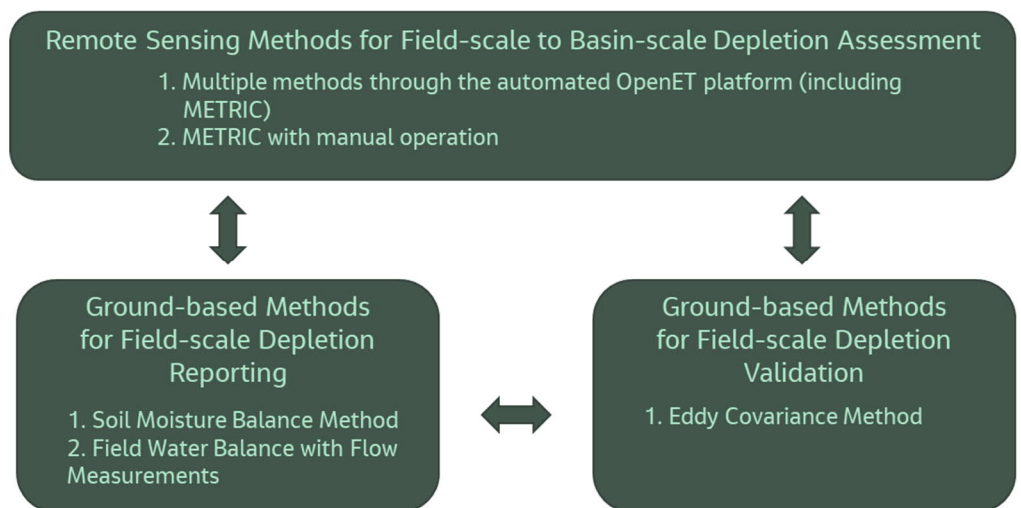 Remote Sensing Methods for Field-scale to Basin-scale Depletion Assessment
1. Multiple methods through the automated OpenET platform (including
METRIC)
2. METRIC with manual operation
Ground-based Methods
for Field-scale Depletion
Reporting
1. Soil Moisture Balance Method
2. Field Water Balance with Flow
Measurements
Ground-based Methods
for Field-scale Depletion
Validation
1. Eddy Covariance Method